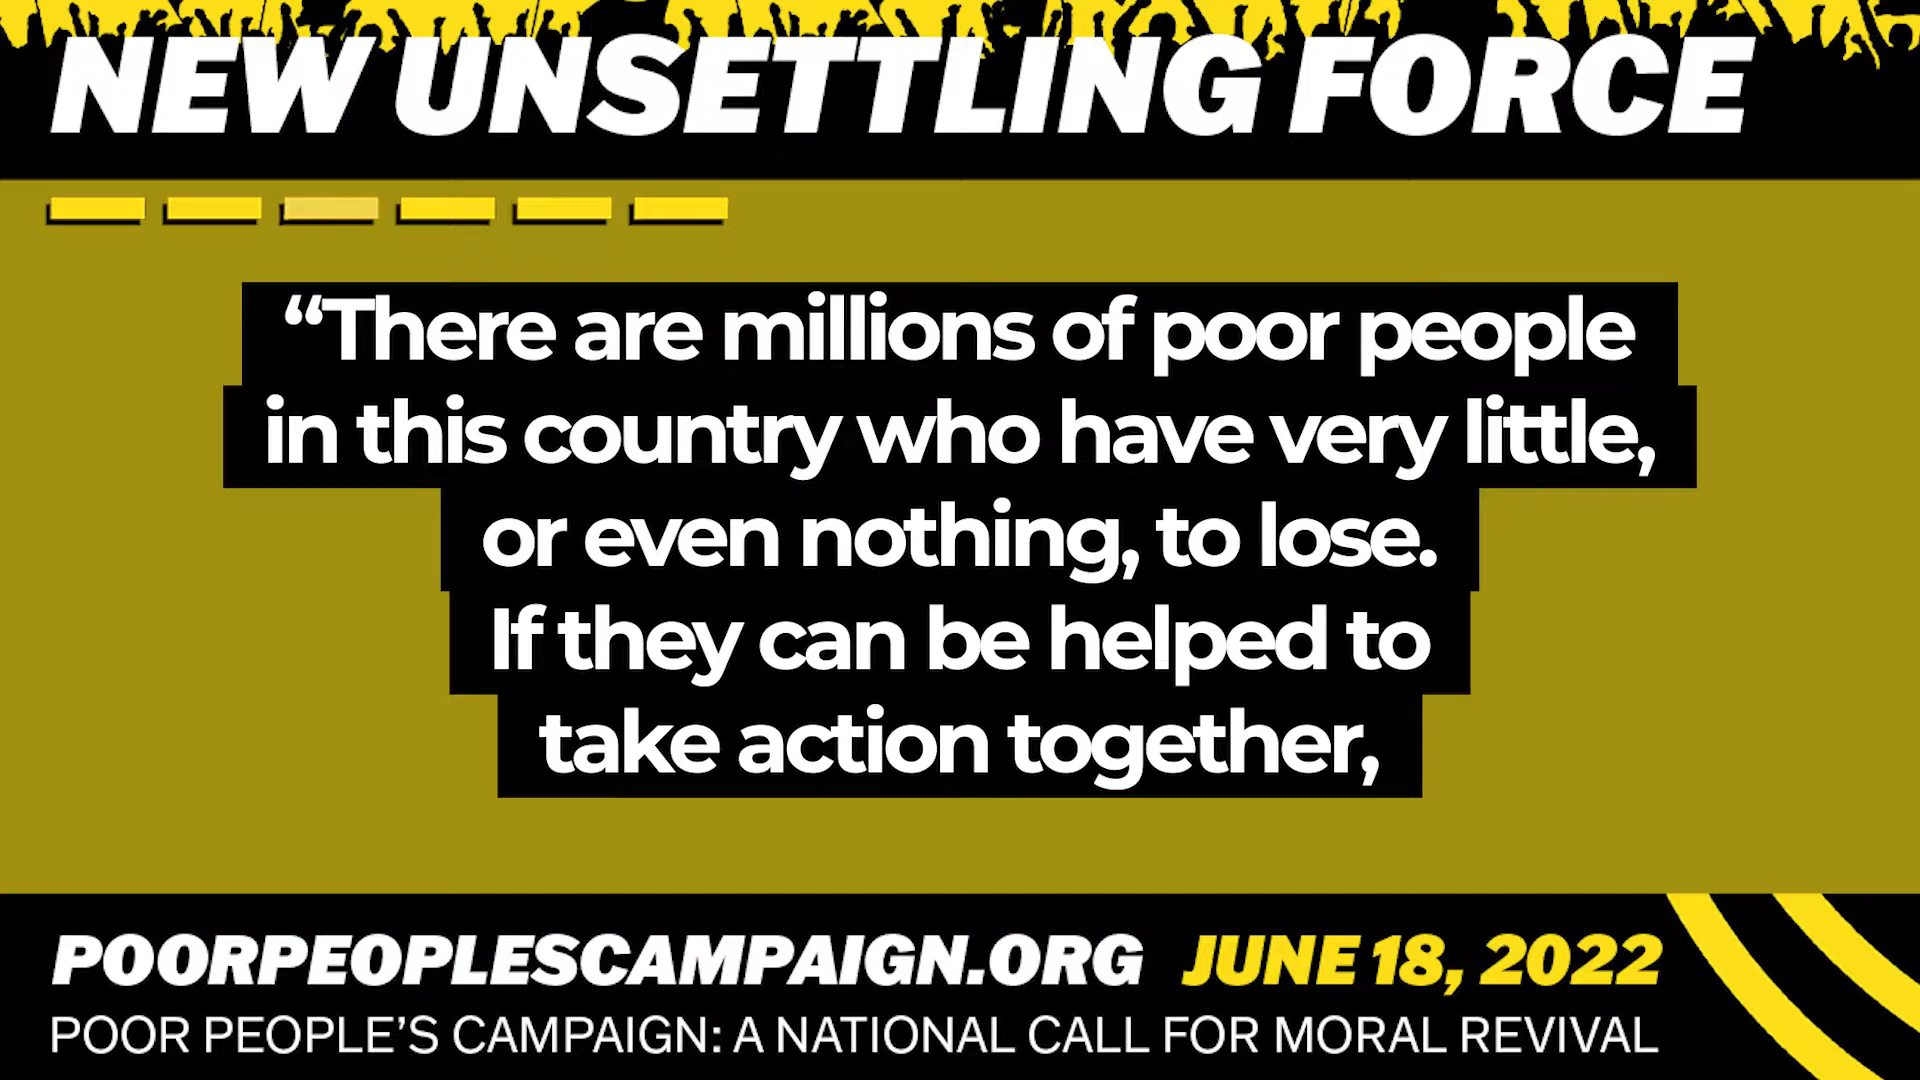 NEW UNSETTLING FORCE
“There are millions of poor people
in this country who have very little,
or even nothing, to lose.
If they can be helped to
take action together,
POORPEOPLESCAMPAIGN.ORG JUNE 18, 2022
POOR PEOPLE’S CAMPAIGN: A NATIONAL CALL FOR MORAL REVIVAL